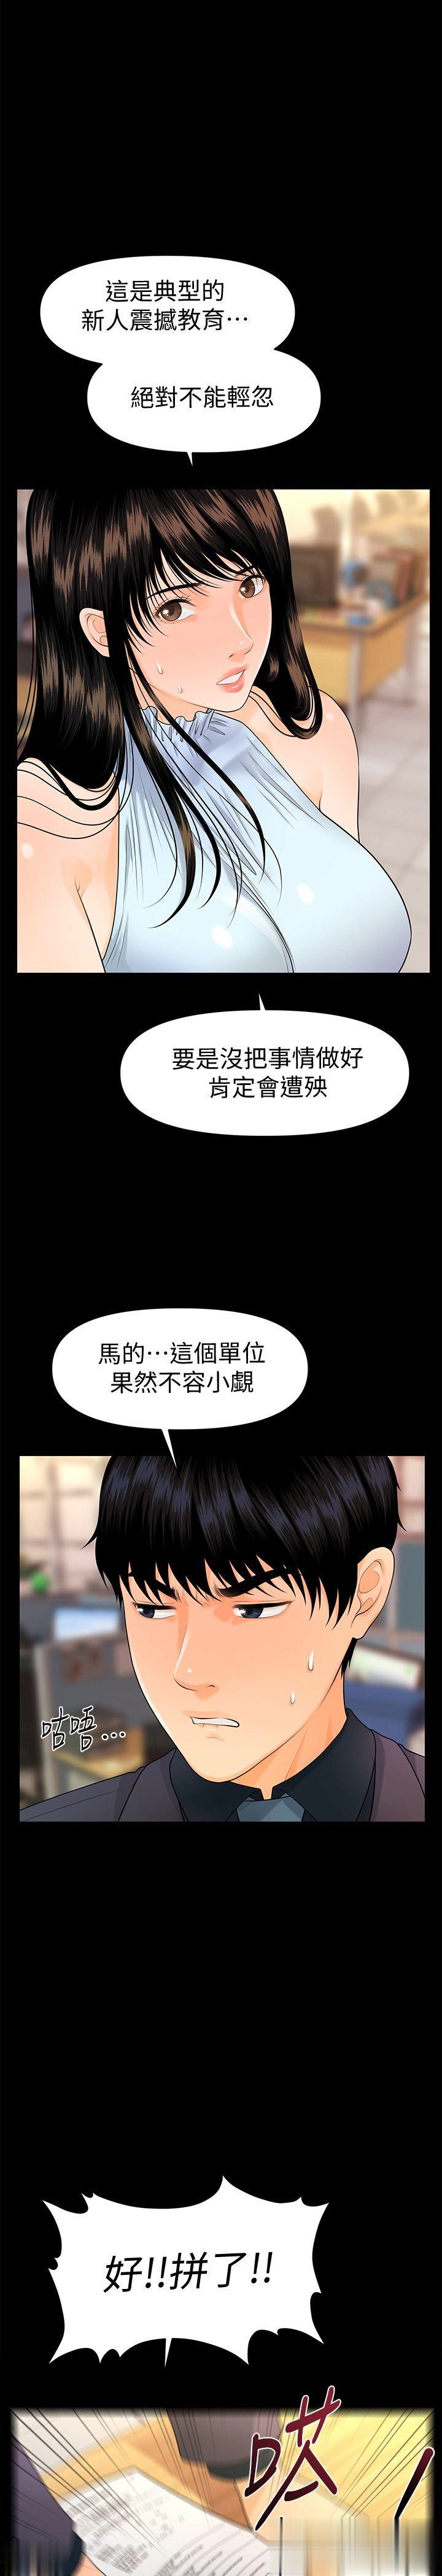 這是典型的
新人震撼教育…
絕對不能輕忽
要是沒把事情做好
肯定會遭殃
馬的…這個單位
果然不容小覷
咕唔…
好!!拼了!!
嗒